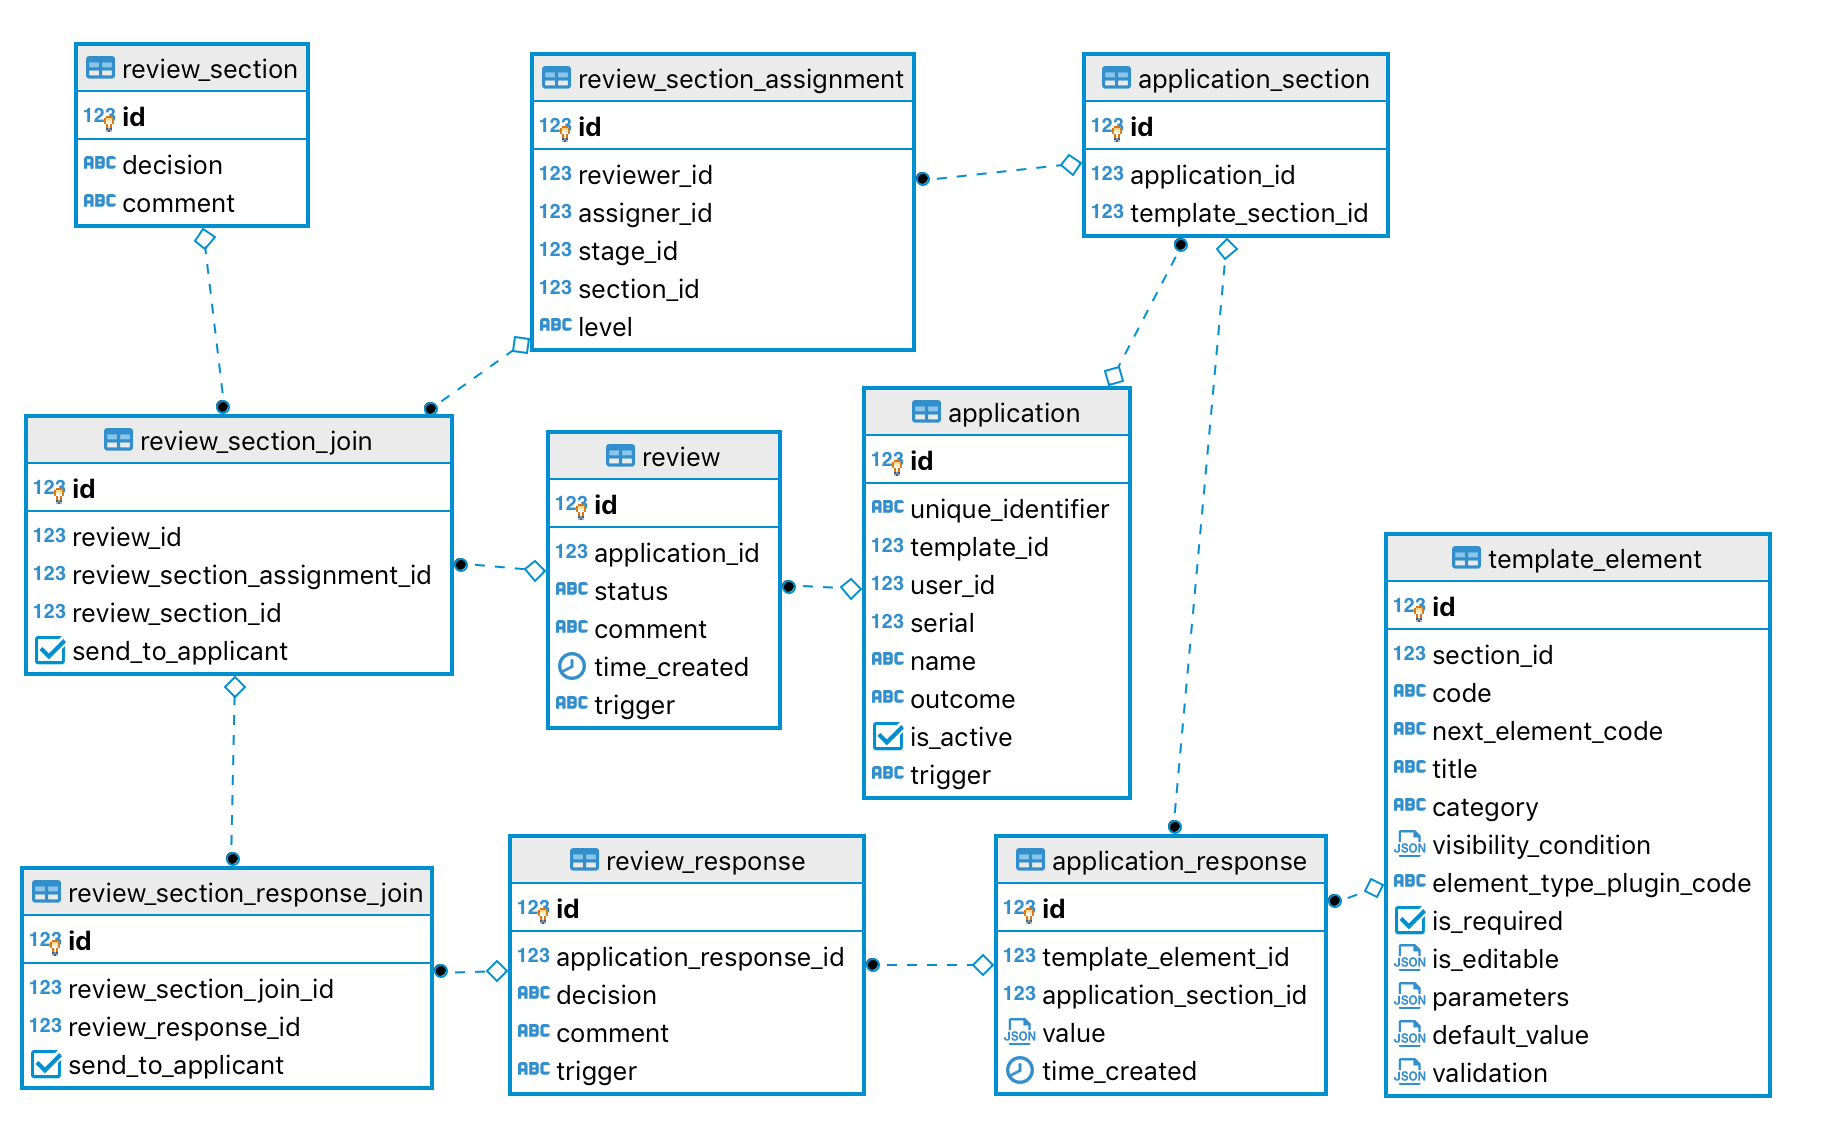 review_section
123 id
ABC decision
ABC comment
review_section_assignment
123 id
123 reviewer_id
123 assigner_id
123 stage_id
123 section_id
ABC level
application_section
123 id
123 application_id
123 template_section_id
review_section_join
123 id
123 review_id
123 review_section_assignment_id
123 review_section_id
send_to_applicant
review
123 id
123 application_id
ABC status
ABC comment
time_created
ABC trigger
application
123 id
ABC unique_identifier
123 template_id
123 user_id
123 serial
ABC name
ABC outcome
is_active
ABC trigger
template_element
123 id
123 section_id
ABC code
ABC next_element_code
ABC title
ABC category
JSON visibility_condition
ABC element_type_plugin_code
is_required
JSON is_editable
JSON parameters
JSON default_value
JSON validation
review_section_response_join
123 id
123 review_section_join_id
123 review_response_id
send_to_applicant
review_response
123 id
123 application_response_id
ABC decision
ABC comment
ABC trigger
application_response
123 id
123 template_element_id
123 application_section_id
JSON value
time_created